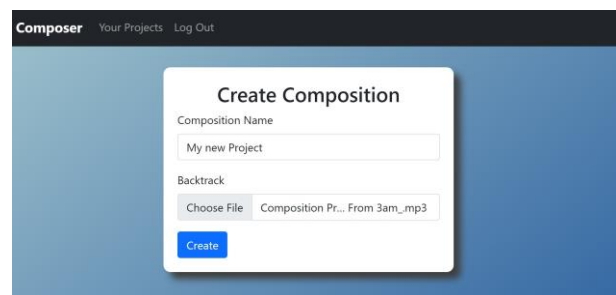 Composer Your Projects Log Out
Create Composition
Composition Name
My new Project
Backtrack
Choose File Composition Pr... From 3am_.mp3
Create